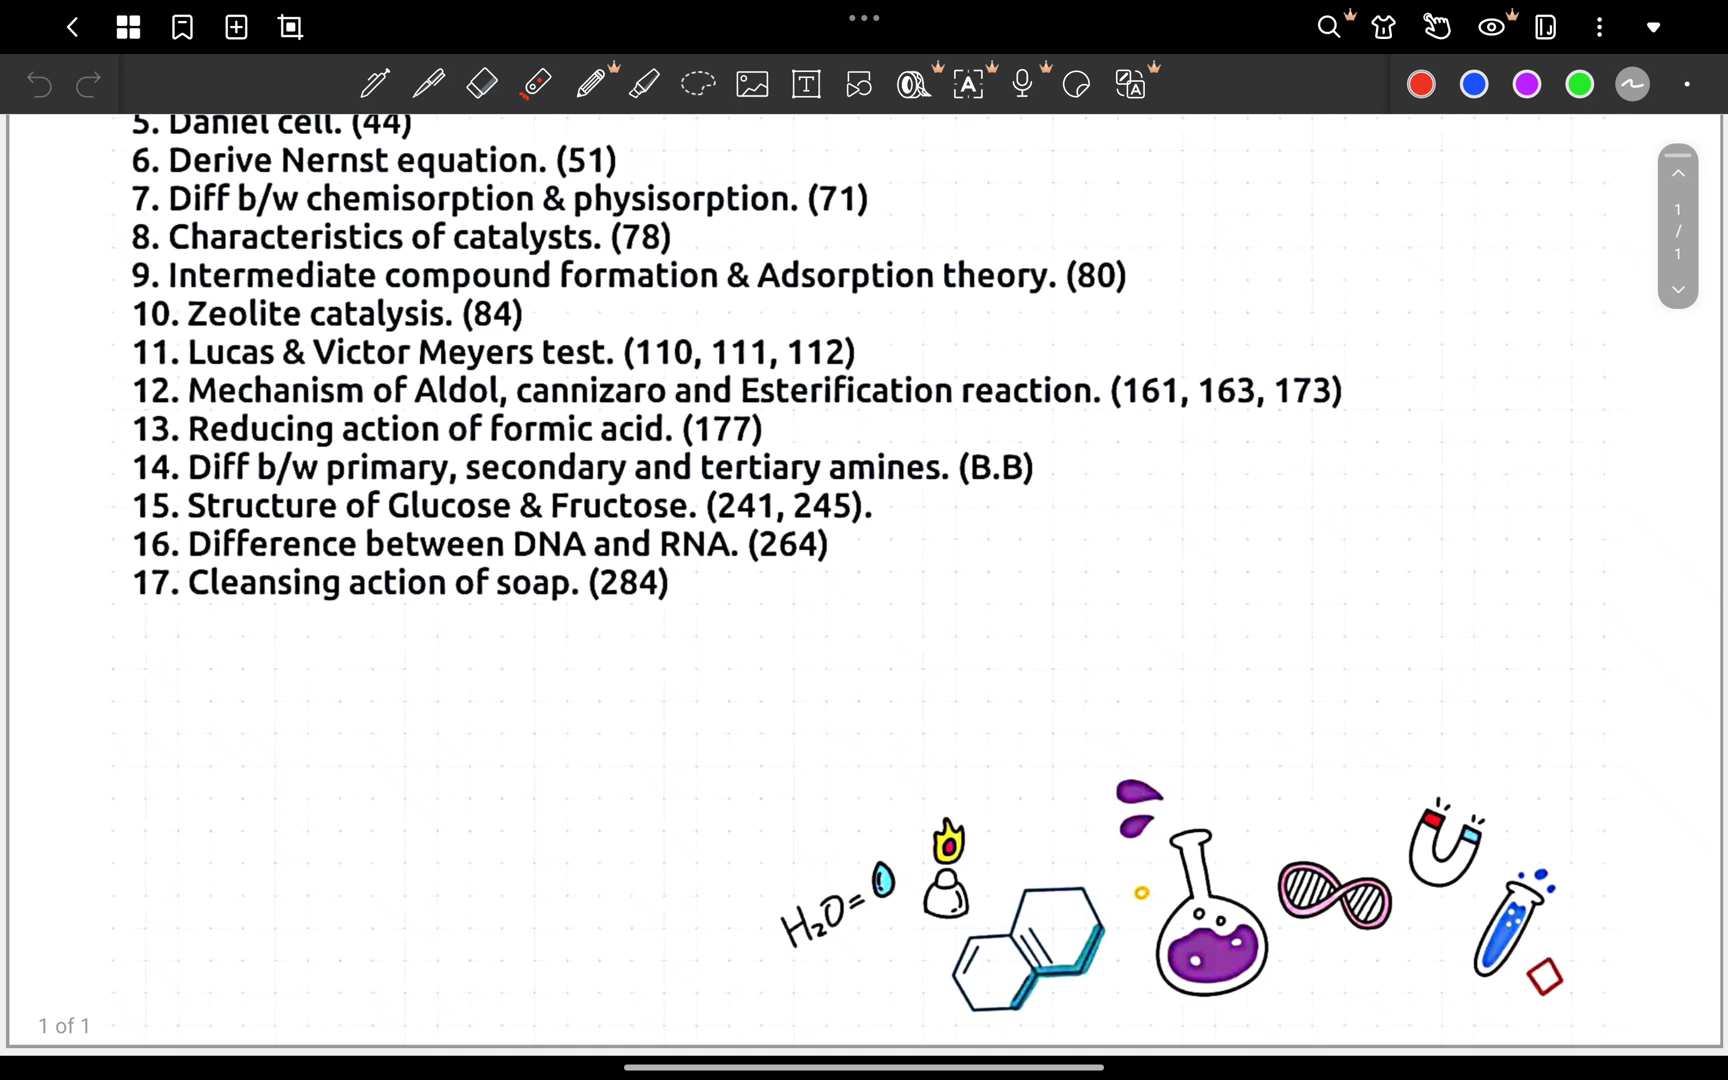 5. Daniel cell. (44)
6. Derive Nernst equation. (51)
7. Diff b/w chemisorption & physisorption. (71)
8. Characteristics of catalysts. (78)
9. Intermediate compound formation & Adsorption theory. (80)
10. Zeolite catalysis. (84)
11. Lucas & Victor Meyers test. (110, 111, 112)
12. Mechanism of Aldol, cannizaro and Esterification reaction. (161, 163, 173)
13. Reducing action of formic acid. (177)
14. Diff b/w primary, secondary and tertiary amines. (B.B)
15. Structure of Glucose & Fructose. (241, 245).
16. Difference between DNA and RNA. (264)
17. Cleansing action of soap. (284)
1
/
1
H₂O=
1 of 1